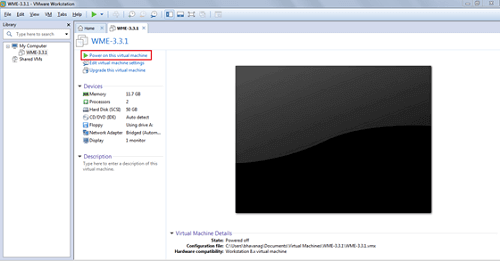 WME-3.3.1 - VMware Workstation
File Edit View VM Tabs Help
Library
Type here to search
My Computer
WME-3.3.1
Shared VMs
Home
WME-3.3.1
WME-3.3.1
Power on this virtual machine
Edit virtual machine settings
Upgrade this virtual machine
Devices
Memory 11.7 GB
Processors 2
Hard Disk (SCSI) 50 GB
CD/DVD (IDE) Auto detect
Floppy Using drive A:
Network Adapter Bridged (Autom...
Display 1 monitor
Description
Type here to enter a description of this
virtual machine.
Virtual Machine Details
State: Powered off
Configuration file: C:\Users\bhavanag\Documents\Virtual Machines\WME-3.3.1\WME-3.3.1.vmx
Hardware compatibility: Workstation 8.x virtual machine